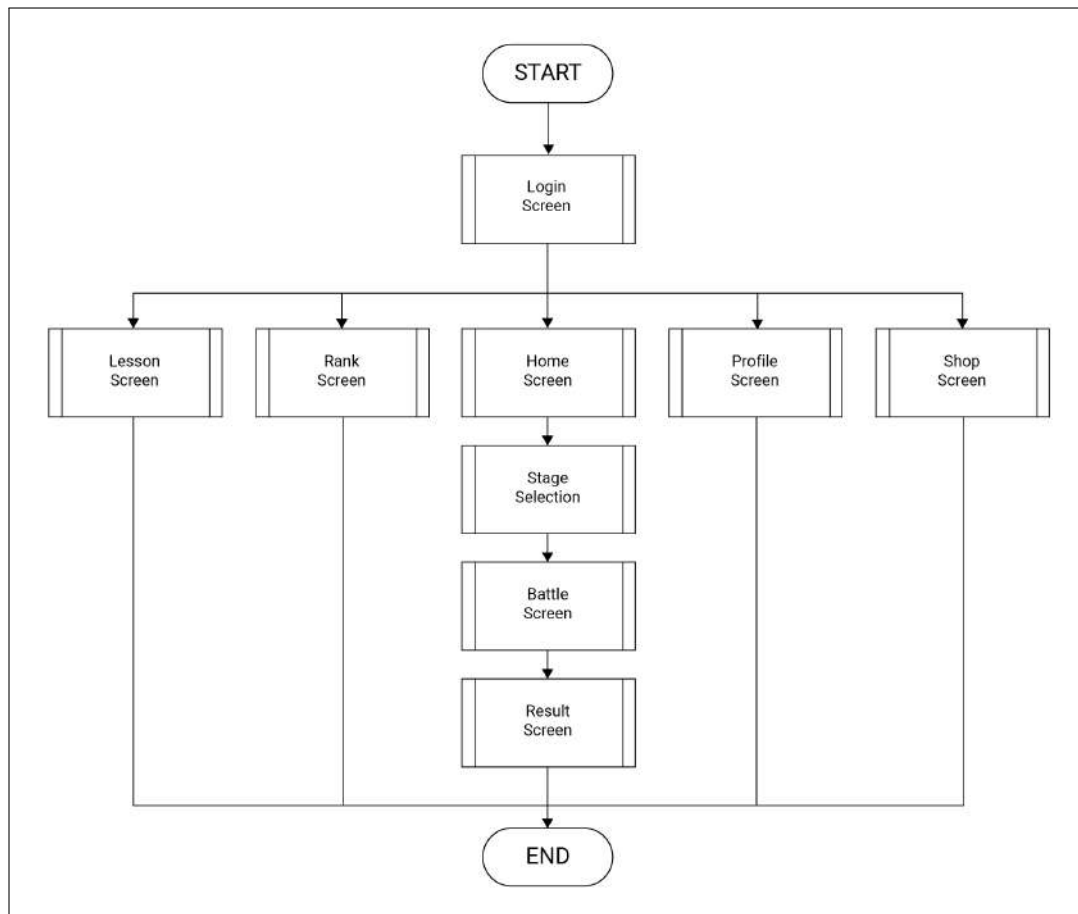 START
Login
Screen
Lesson
Screen
Rank
Screen
Home
Screen
Profile
Screen
Shop
Screen
Stage
Selection
Battle
Screen
Result
Screen
END